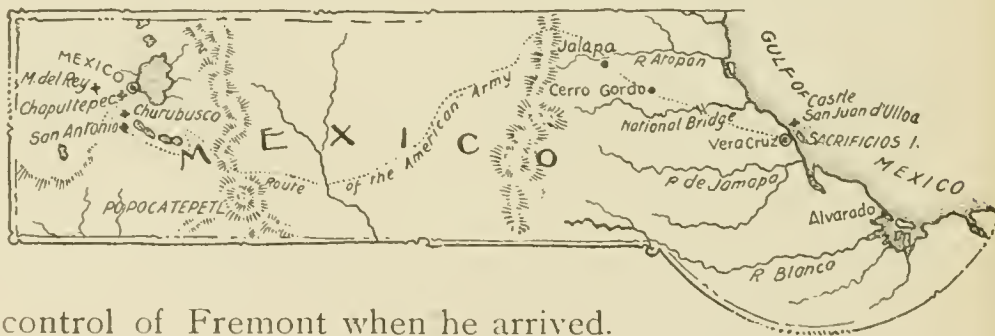 MEXICO
M. del Rey
Chapultepec
Churubusco
San Antonio
POPOCATEPETL
MEXICO
Route of the American Army
Jalapa
R Aropan
Cerro Gordo
National Bridge
Vera Cruz
GULF OF MEXICO
Castle
San Juan d'Ulloa
SACRIFICIOS I.
R. de Jamapa
Alvarado
R Blanco
control of Fremont when he arrived.